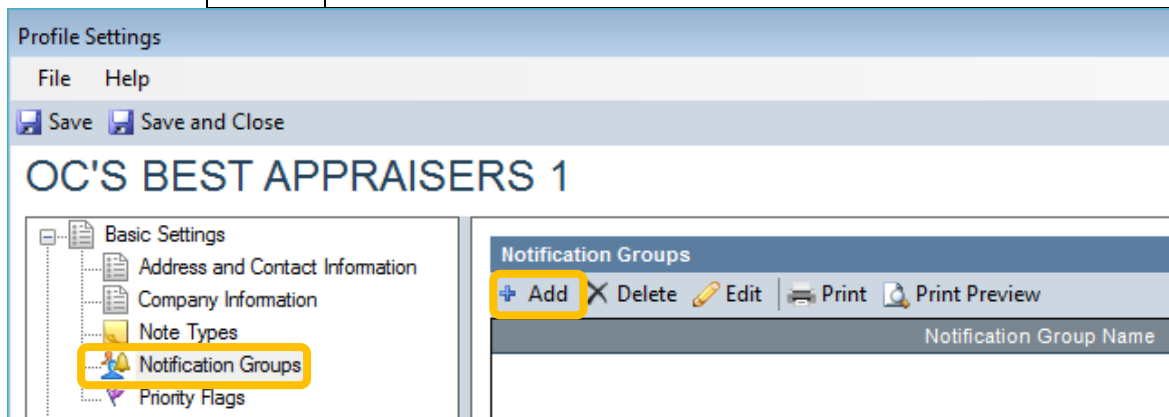 Profile Settings
File Help
Save Save and Close
OC'S BEST APPRAISERS 1
Basic Settings
Address and Contact Information
Company Information
Note Types
Notification Groups
Priority Flags
Notification Groups
Add Delete Edit Print Print Preview
Notification Group Name